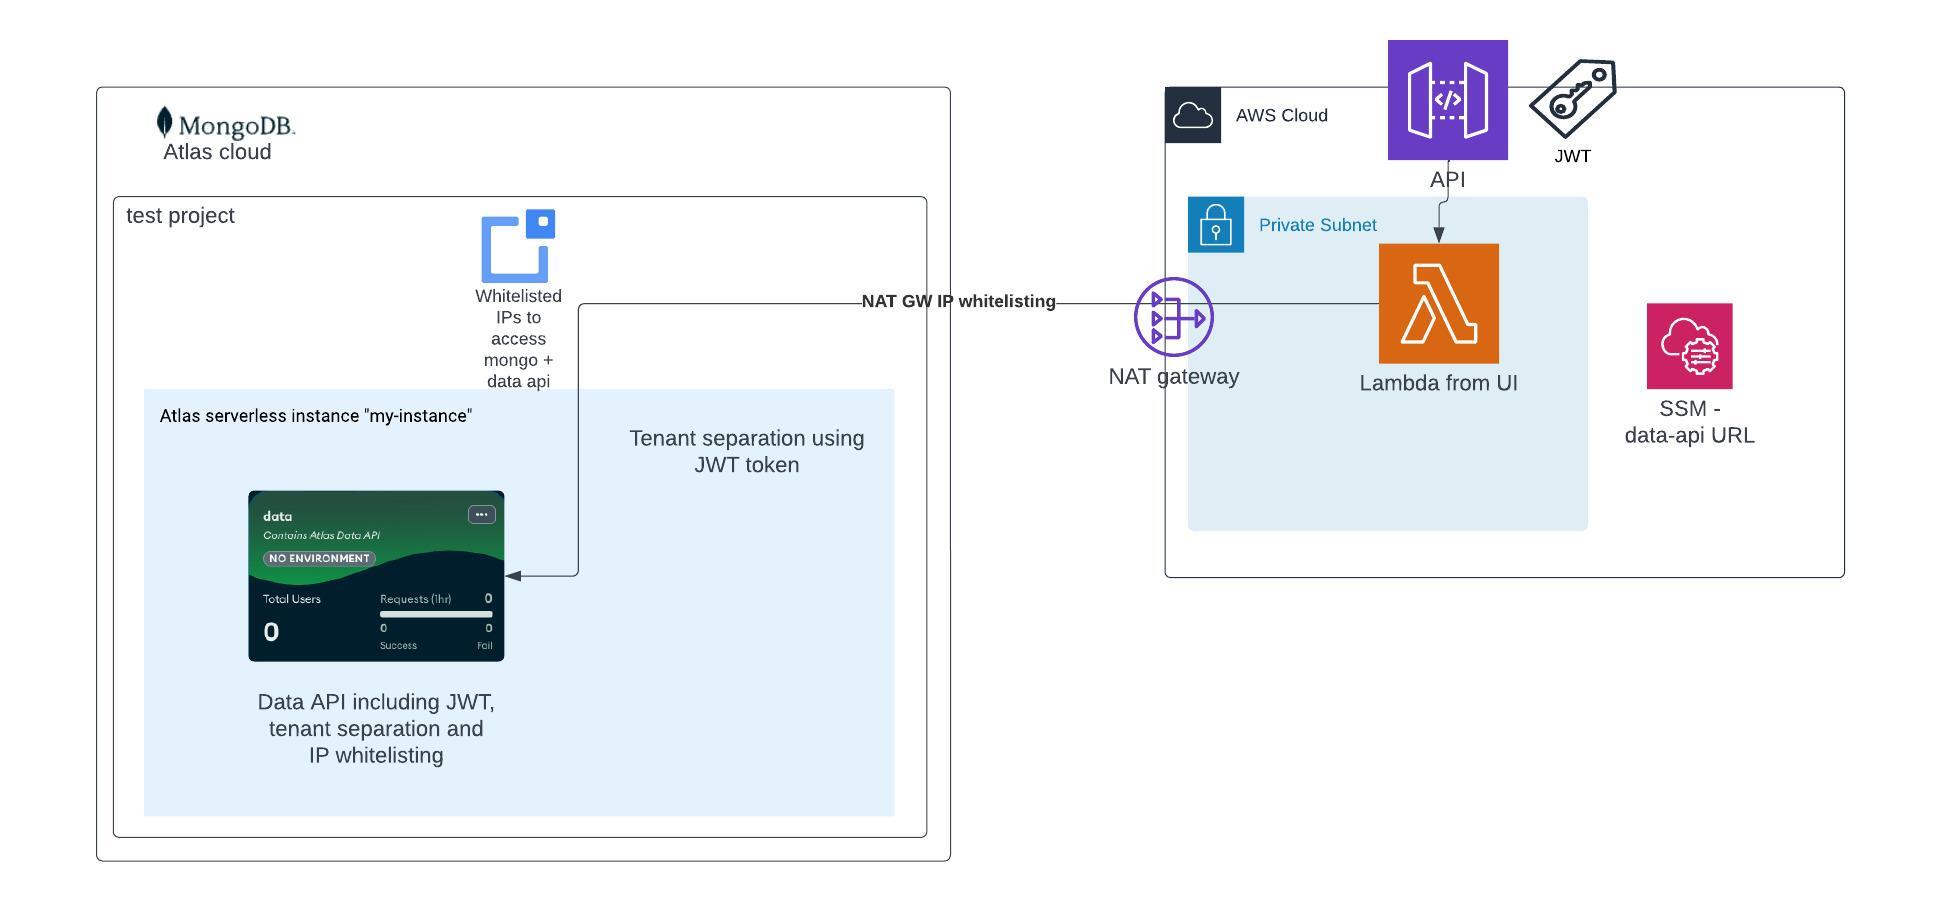 MongoDB.
Atlas cloud
test project
Whitelisted
IPs to
access
mongo +
data api
Atlas serverless instance "my-instance"
Tenant separation using
JWT token
data
...
Contains Atlas Data API
NO ENVIRONMENT
Total Users
0
Requests (1hr) 0
0 0
Success Fail
Data API including JWT,
tenant separation and
IP whitelisting
NAT GW IP whitelisting
NAT gateway
AWS Cloud
</>
API
JWT
Private Subnet
Lambda from UI
SSM -
data-api URL